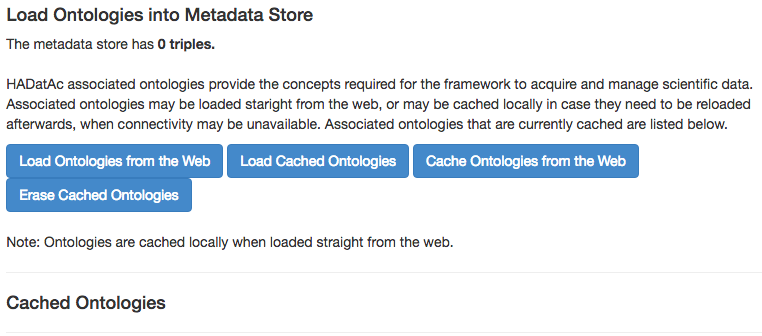 Load Ontologies into Metadata Store
The metadata store has 0 triples.
HADatAc associated ontologies provide the concepts required for the framework to acquire and manage scientific data.
Associated ontologies may be loaded staright from the web, or may be cached locally in case they need to be reloaded
afterwards, when connectivity may be unavailable. Associated ontologies that are currently cached are listed below.
Load Ontologies from the Web Load Cached Ontologies Cache Ontologies from the Web
Erase Cached Ontologies
Note: Ontologies are cached locally when loaded straight from the web.
Cached Ontologies